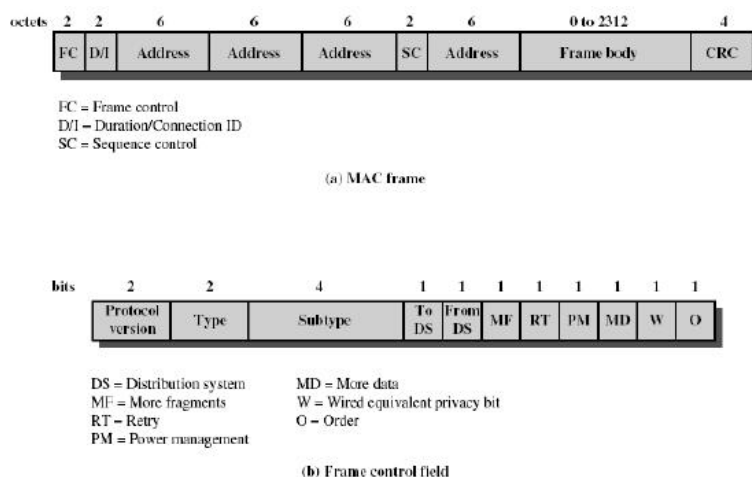 octets 2 2 6 6 6 2 6 0 to 2312 4
FC D/I Address Address Address SC Address Frame body CRC
FC = Frame control
D/I – Duration/Connection ID
SC = Sequence control
(a) MAC frame
bits 2 2 4 1 1 1 1 1 1 1 1
Protocol version Type Subtype To DS From DS MF RT PM MD W O
DS = Distribution system MD = More data
MF = More fragments W = Wired equivalent privacy bit
RT – Retry O – Order
PM = Power management
(b) Frame control field